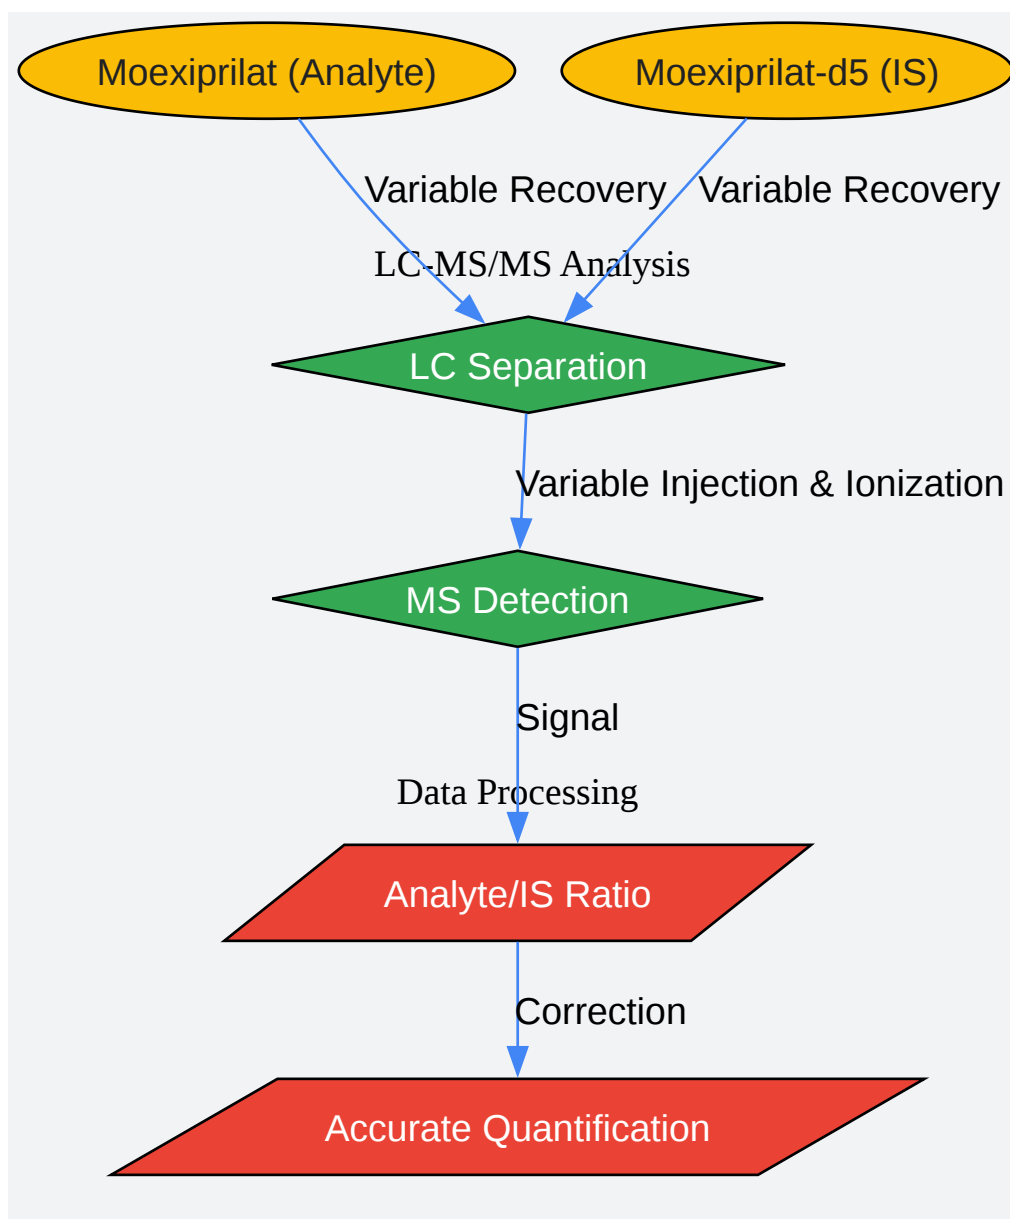 Moexiprilat (Analyte)
Moexiprilat-d5 (IS)
Variable Recovery
Variable Recovery
LC-MS/MS Analysis
LC Separation
Variable Injection & Ionization
MS Detection
Signal
Data Processing
Analyte/IS Ratio
Correction
Accurate Quantification